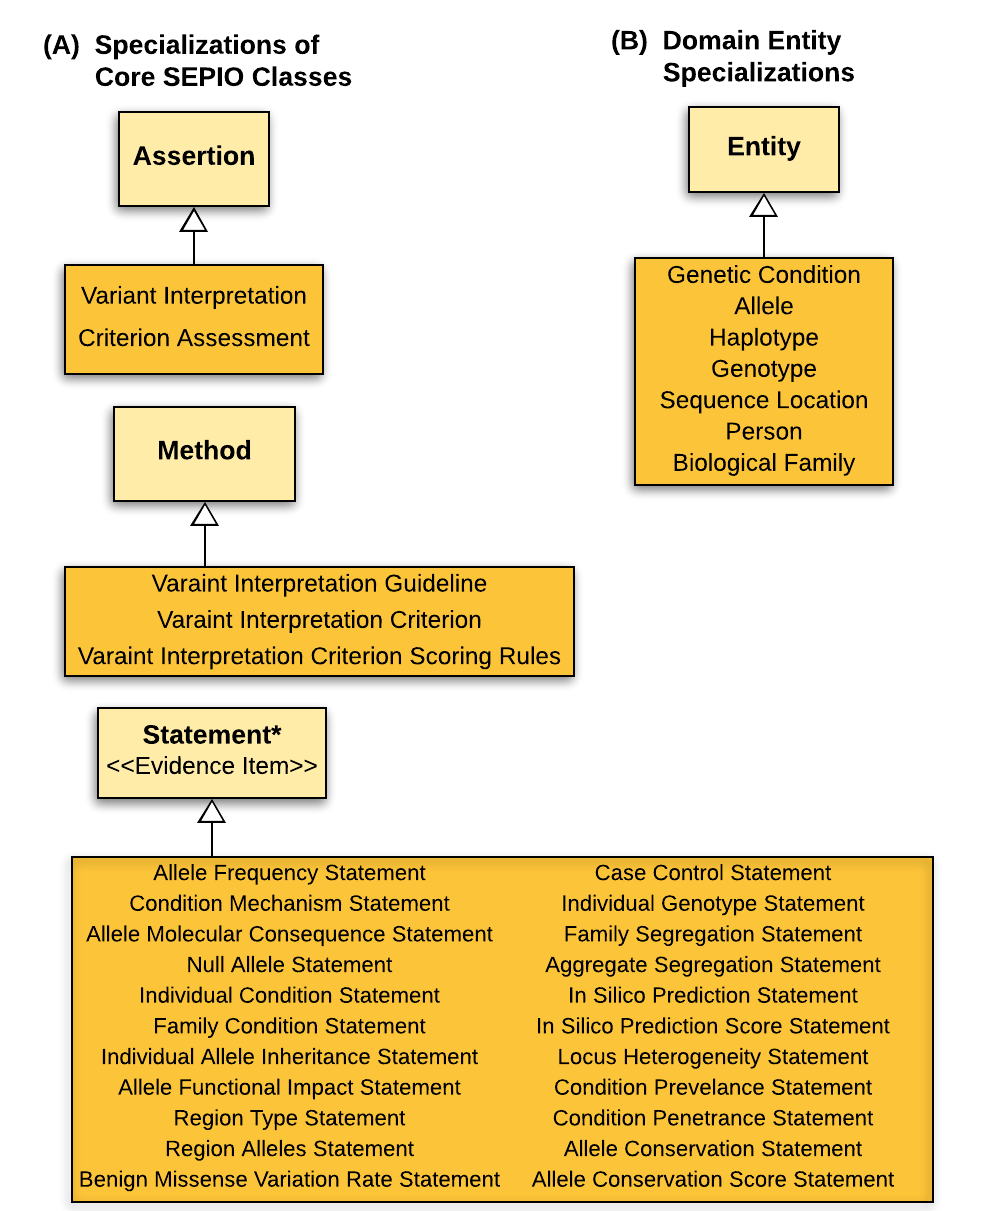 (A) Specializations of
Core SEPIO Classes
Assertion
Variant Interpretation
Criterion Assessment
Method
Varaint Interpretation Guideline
Varaint Interpretation Criterion
Varaint Interpretation Criterion Scoring Rules
Statement*
<<Evidence Item>>
Allele Frequency Statement
Condition Mechanism Statement
Allele Molecular Consequence Statement
Null Allele Statement
Individual Condition Statement
Family Condition Statement
Individual Allele Inheritance Statement
Allele Functional Impact Statement
Region Type Statement
Region Alleles Statement
Benign Missense Variation Rate Statement
Case Control Statement
Individual Genotype Statement
Family Segregation Statement
Aggregate Segregation Statement
In Silico Prediction Statement
In Silico Prediction Score Statement
Locus Heterogeneity Statement
Condition Prevelance Statement
Condition Penetrance Statement
Allele Conservation Statement
Allele Conservation Score Statement
(B) Domain Entity
Specializations
Entity
Genetic Condition
Allele
Haplotype
Genotype
Sequence Location
Person
Biological Family